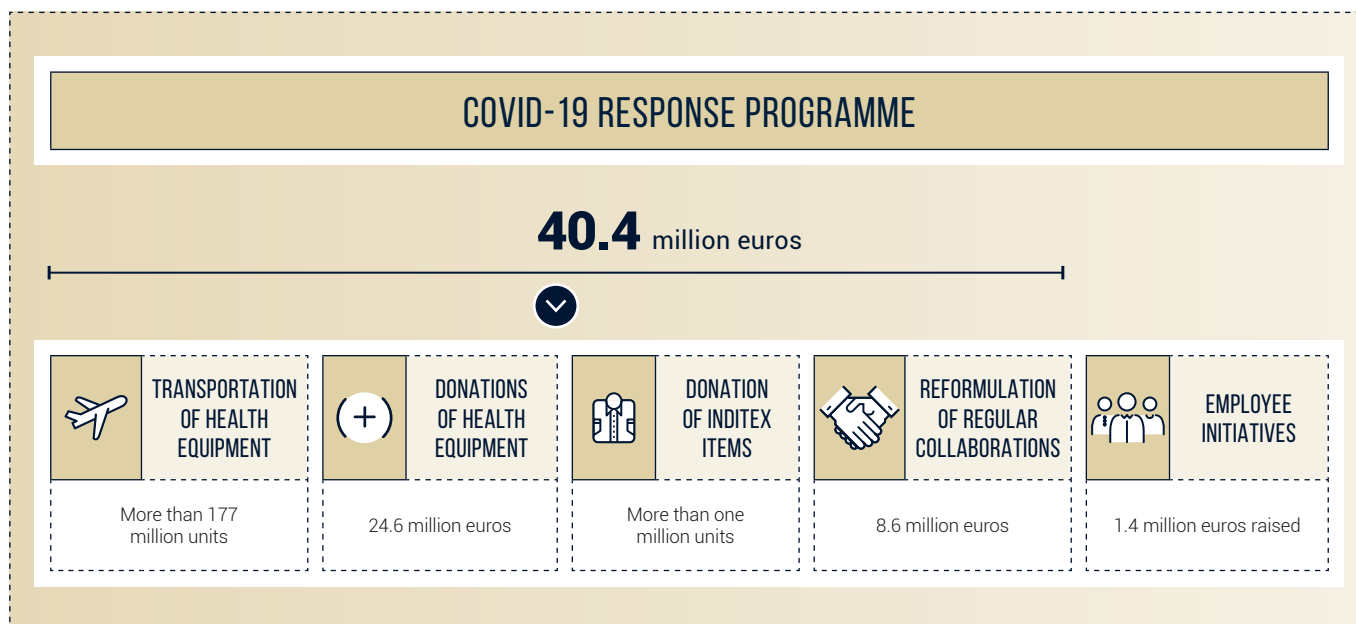 COVID-19 RESPONSE PROGRAMME
40.4 million euros
TRANSPORTATION
OF HEALTH
EQUIPMENT
More than 177
million units
DONATIONS
OF HEALTH
EQUIPMENT
24.6 million euros
DONATION
OF INDITEX
ITEMS
More than one
million units
REFORMULATION
OF REGULAR
COLLABORATIONS
8.6 million euros
EMPLOYEE
INITIATIVES
1.4 million euros raised